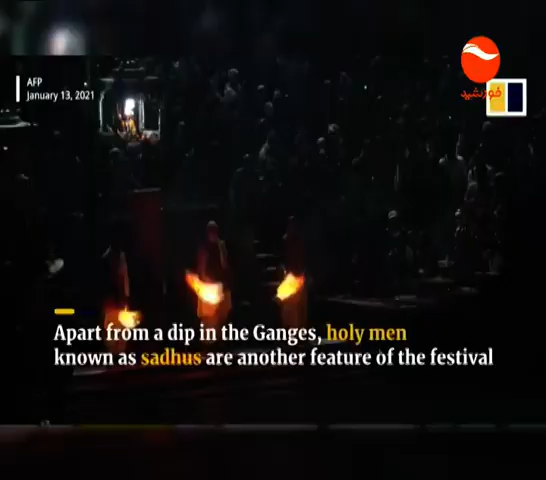 AFP
January 13, 2021
خورشید
Apart from a dip in the Ganges, holy men
known as sadhus are another feature of the festival